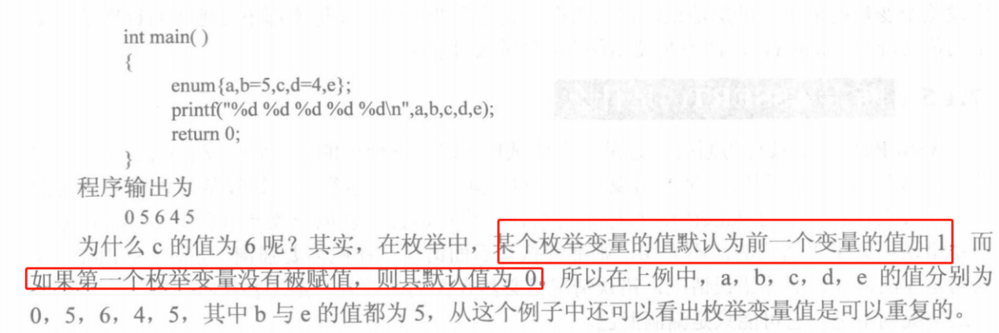 int main( )
{
enum{a,b=5,c,d=4,e};
printf("%d %d %d %d %d\n",a,b,c,d,e);
return 0;
}
程序输出为
0 5 6 4 5
为什么 c 的值为 6 呢？其实，在枚举中，某个枚举变量的值默认为前一个变量的值加 1，而
如果第一个枚举变量没有被赋值，则其默认值为 0。所以在上例中，a，b，c，d，e 的值分别为
0，5，6，4，5，其中 b 与 e 的值都为 5，从这个例子中还可以看出枚举变量值是可以重复的。